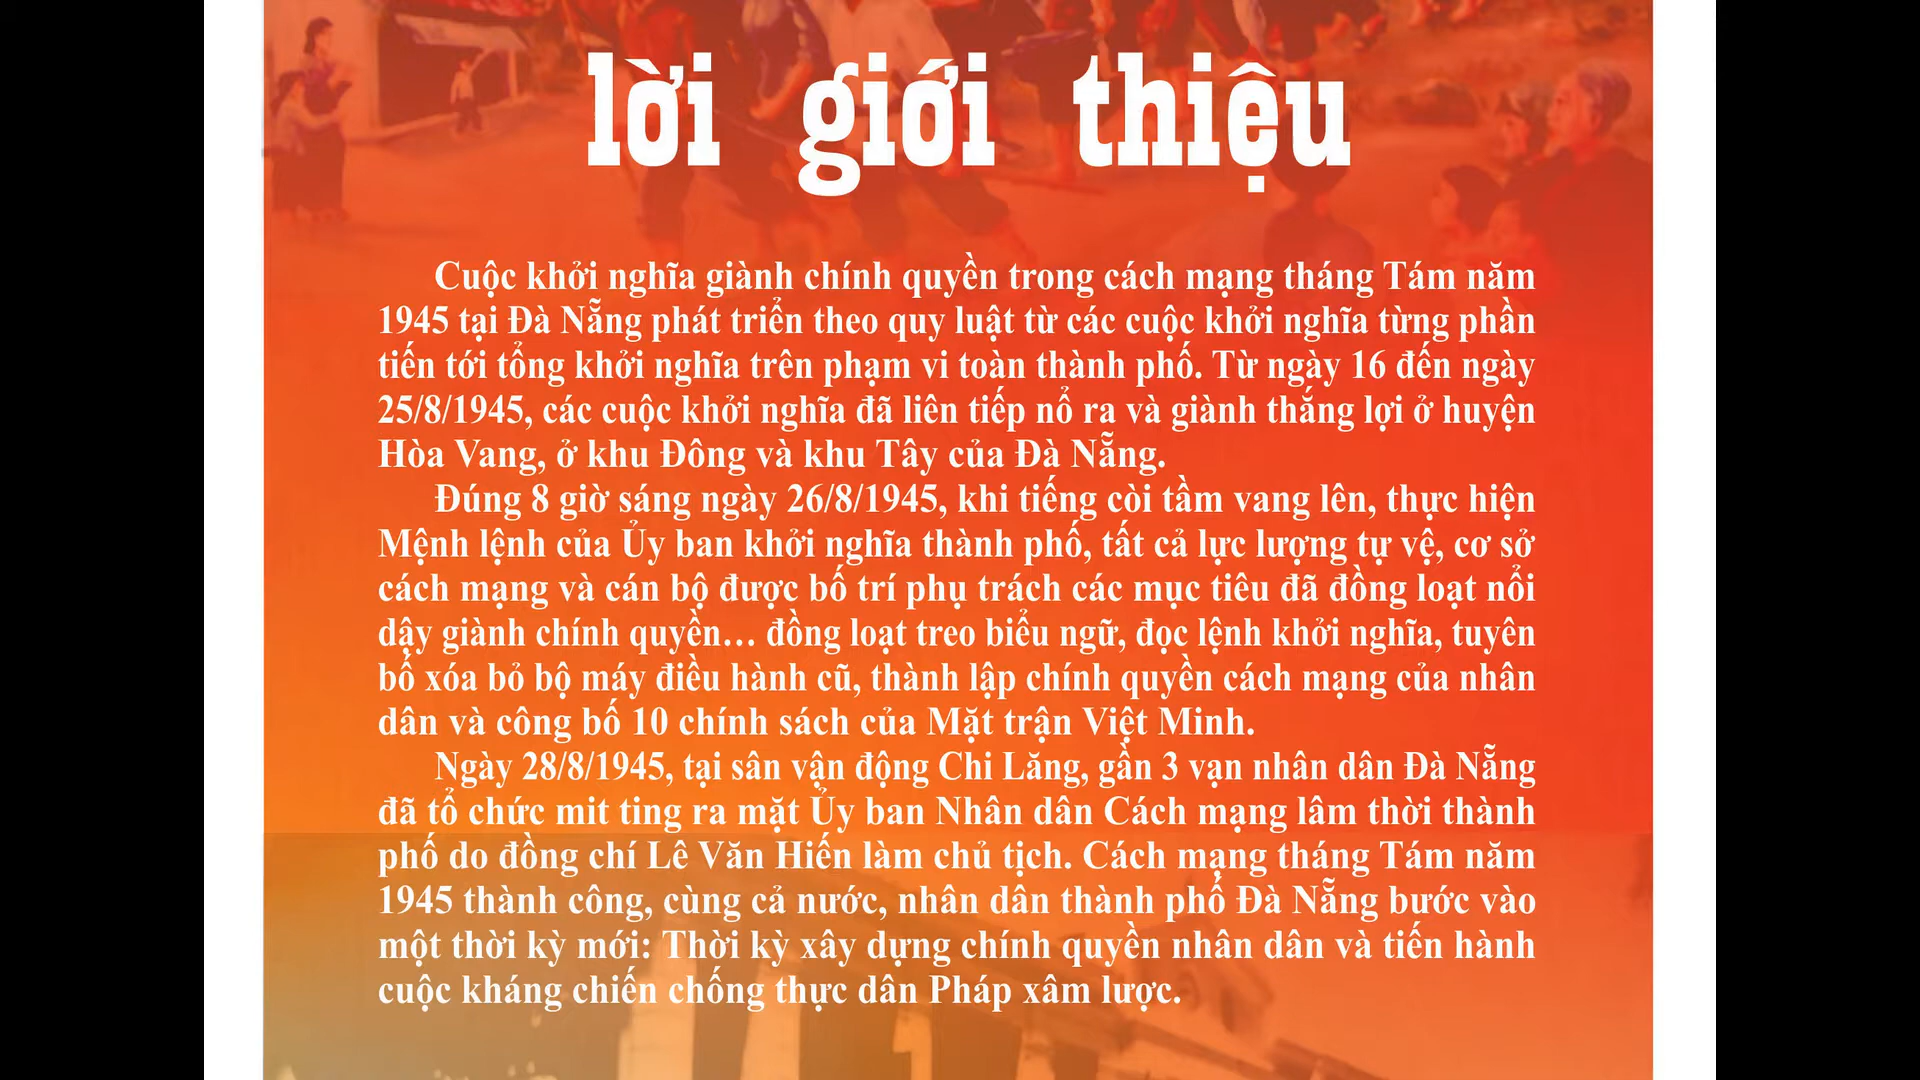 lời giới thiệu
Cuộc khởi nghĩa giành chính quyền trong cách mạng tháng Tám năm
1945 tại Đà Nẵng phát triển theo quy luật từ các cuộc khởi nghĩa từng phần
tiến tới tổng khởi nghĩa trên phạm vi toàn thành phố. Từ ngày 16 đến ngày
25/8/1945, các cuộc khởi nghĩa đã liên tiếp nổ ra và giành thắng lợi ở huyện
Hòa Vang, ở khu Đông và khu Tây của Đà Nẵng.
Đúng 8 giờ sáng ngày 26/8/1945, khi tiếng còi tầm vang lên, thực hiện
Mệnh lệnh của Ủy ban khởi nghĩa thành phố, tất cả lực lượng tự vệ, cơ sở
cách mạng và cán bộ được bố trí phụ trách các mục tiêu đã đồng loạt nổi
dậy giành chính quyền… đồng loạt treo biểu ngữ, đọc lệnh khởi nghĩa, tuyên
bố xóa bỏ bộ máy điều hành cũ, thành lập chính quyền cách mạng của nhân
dân và công bố 10 chính sách của Mặt trận Việt Minh.
Ngày 28/8/1945, tại sân vận động Chi Lăng, gần 3 vạn nhân dân Đà Nẵng
đã tổ chức mit ting ra mặt Ủy ban Nhân dân Cách mạng lâm thời thành
phố do đồng chí Lê Văn Hiến làm chủ tịch. Cách mạng tháng Tám năm
1945 thành công, cùng cả nước, nhân dân thành phố Đà Nẵng bước vào
một thời kỳ mới: Thời kỳ xây dựng chính quyền nhân dân và tiến hành
cuộc kháng chiến chống thực dân Pháp xâm lược.